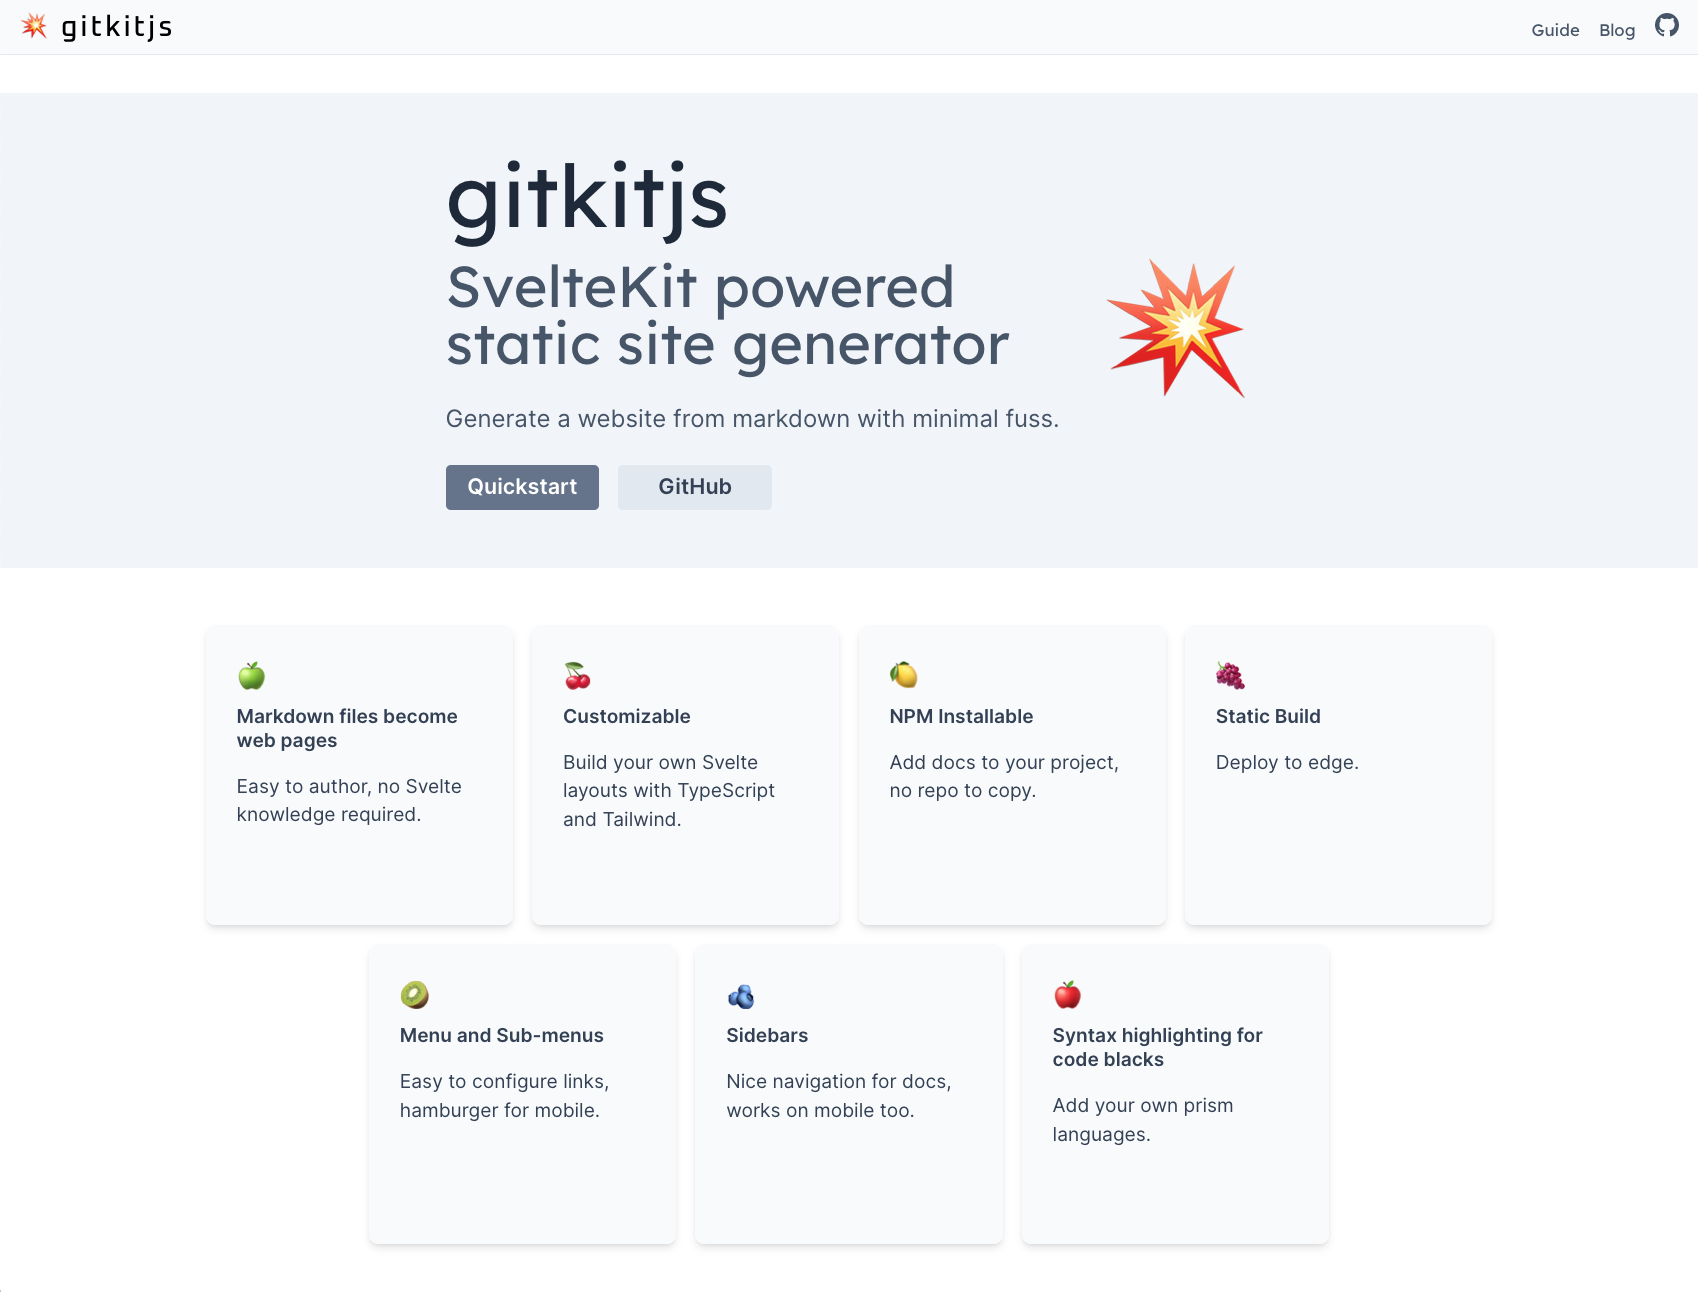 gitkitjs
Guide Blog
gitkitjs
SvelteKit powered
static site generator
Generate a website from markdown with minimal fuss.
Quickstart GitHub
Markdown files become
web pages
Easy to author, no Svelte
knowledge required.
Customizable
Build your own Svelte
layouts with TypeScript
and Tailwind.
NPM Installable
Add docs to your project,
no repo to copy.
Static Build
Deploy to edge.
Menu and Sub-menus
Easy to configure links,
hamburger for mobile.
Sidebars
Nice navigation for docs,
works on mobile too.
Syntax highlighting for
code blacks
Add your own prism
languages.